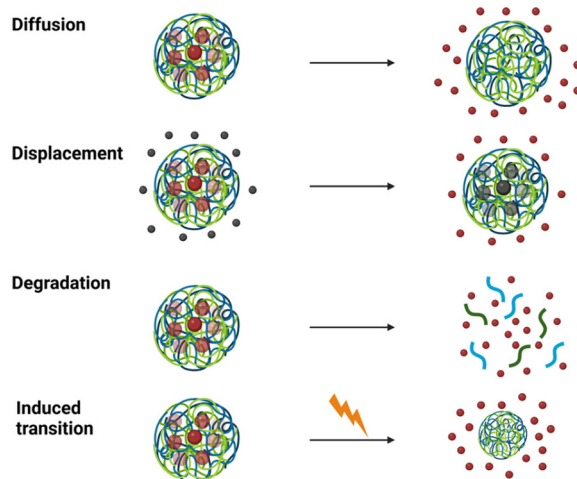 Diffusion
Displacement
Degradation
Induced
transition